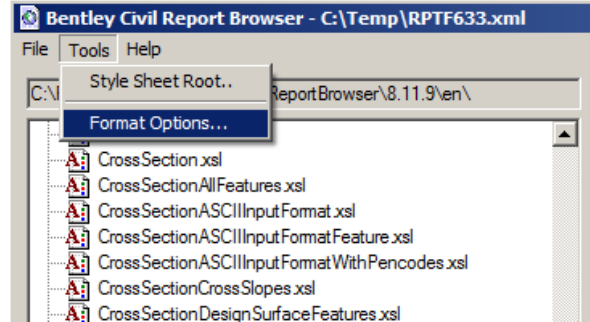 Bentley Civil Report Browser - C:\Temp\RPTF633.xml
File Tools Help
Style Sheet Root..
C:\ ReportBrowser\8.11.9\en\
Format Options...
CrossSection.xsl
CrossSectionAllFeatures.xsl
CrossSectionASCIIInputFormat.xsl
CrossSectionASCIIInputFormatFeature.xsl
CrossSectionASCIIInputFormatWithPencodes.xsl
CrossSectionCrossSlopes.xsl
CrossSectionDesignSurfaceFeatures.xsl